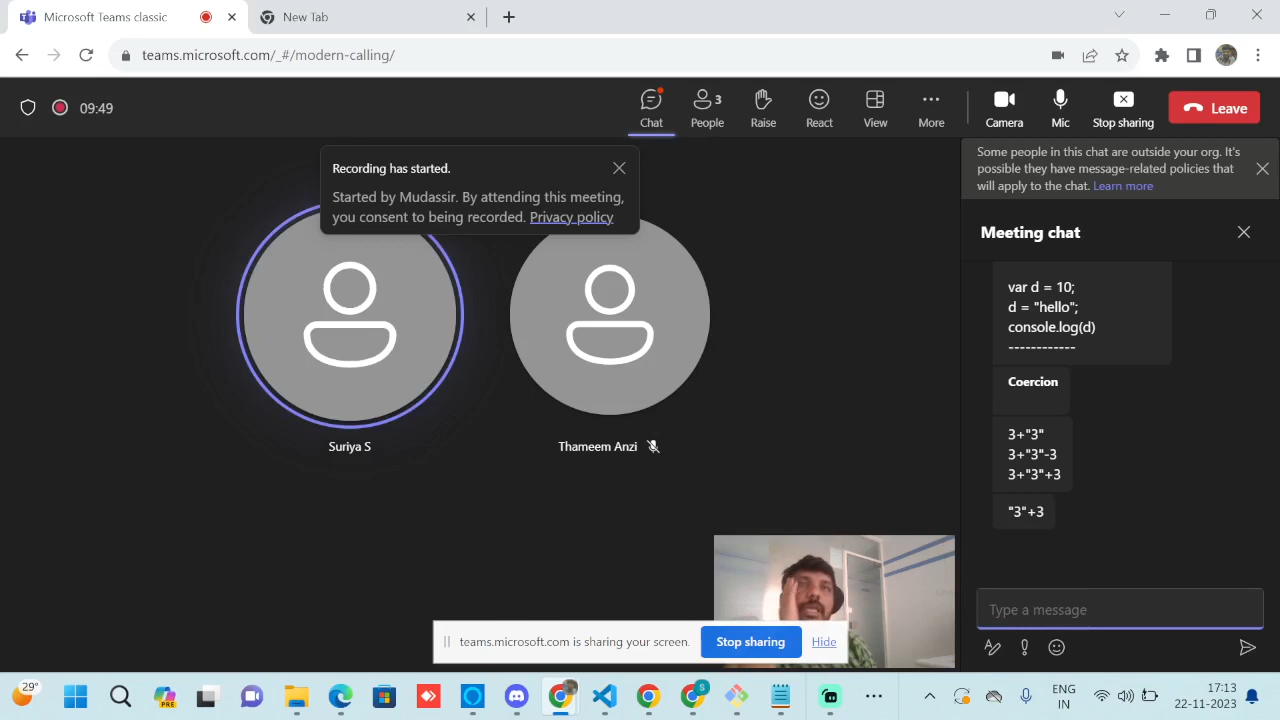 Microsoft Teams classic
New Tab
teams.microsoft.com/_#/modern-calling/
09:49
Chat
3
People
Raise
React
View
More
Camera
Mic
Stop sharing
Leave
Recording has started.
Started by Mudassir. By attending this meeting,
you consent to being recorded. Privacy policy
Suriya S
Thameem Anzi
Some people in this chat are outside your org. It's
possible they have message-related policies that
will apply to the chat. Learn more
Meeting chat
var d = 10;
d = "hello";
console.log(d)
------------
Coercion
3+"3"
3+"3"-3
3+"3"+3
"3"+3
Type a message
teams.microsoft.com is sharing your screen.
Stop sharing
Hide
29°
PRE
S
ENG
IN
17:13
22-11-2023